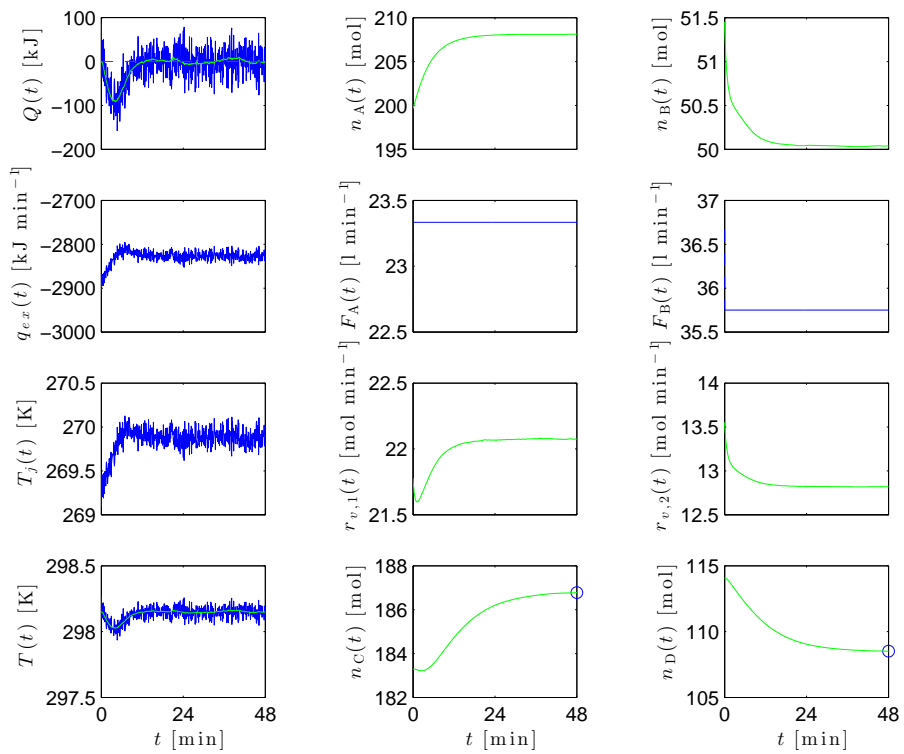 100
0
−100
−200
Q(t) [kJ]
210
205
200
195
n_A(t) [mol]
51.5
51
50.5
50
n_B(t) [mol]
−2700
−2800
−2900
−3000
q_ex(t) [kJ min⁻¹]
23.5
23
22.5
F_A(t) [l min⁻¹]
37
36.5
36
35.5
F_B(t) [l min⁻¹]
270.5
270
269.5
269
T_j(t) [K]
22.5
22
21.5
r_v,1(t) [mol min⁻¹]
14
13.5
13
12.5
r_v,2(t) [mol min⁻¹]
298.5
298
297.5
T(t) [K]
0 24 48
t [min]
188
186
184
182
n_C(t) [mol]
0 24 48
t [min]
115
110
105
n_D(t) [mol]
0 24 48
t [min]